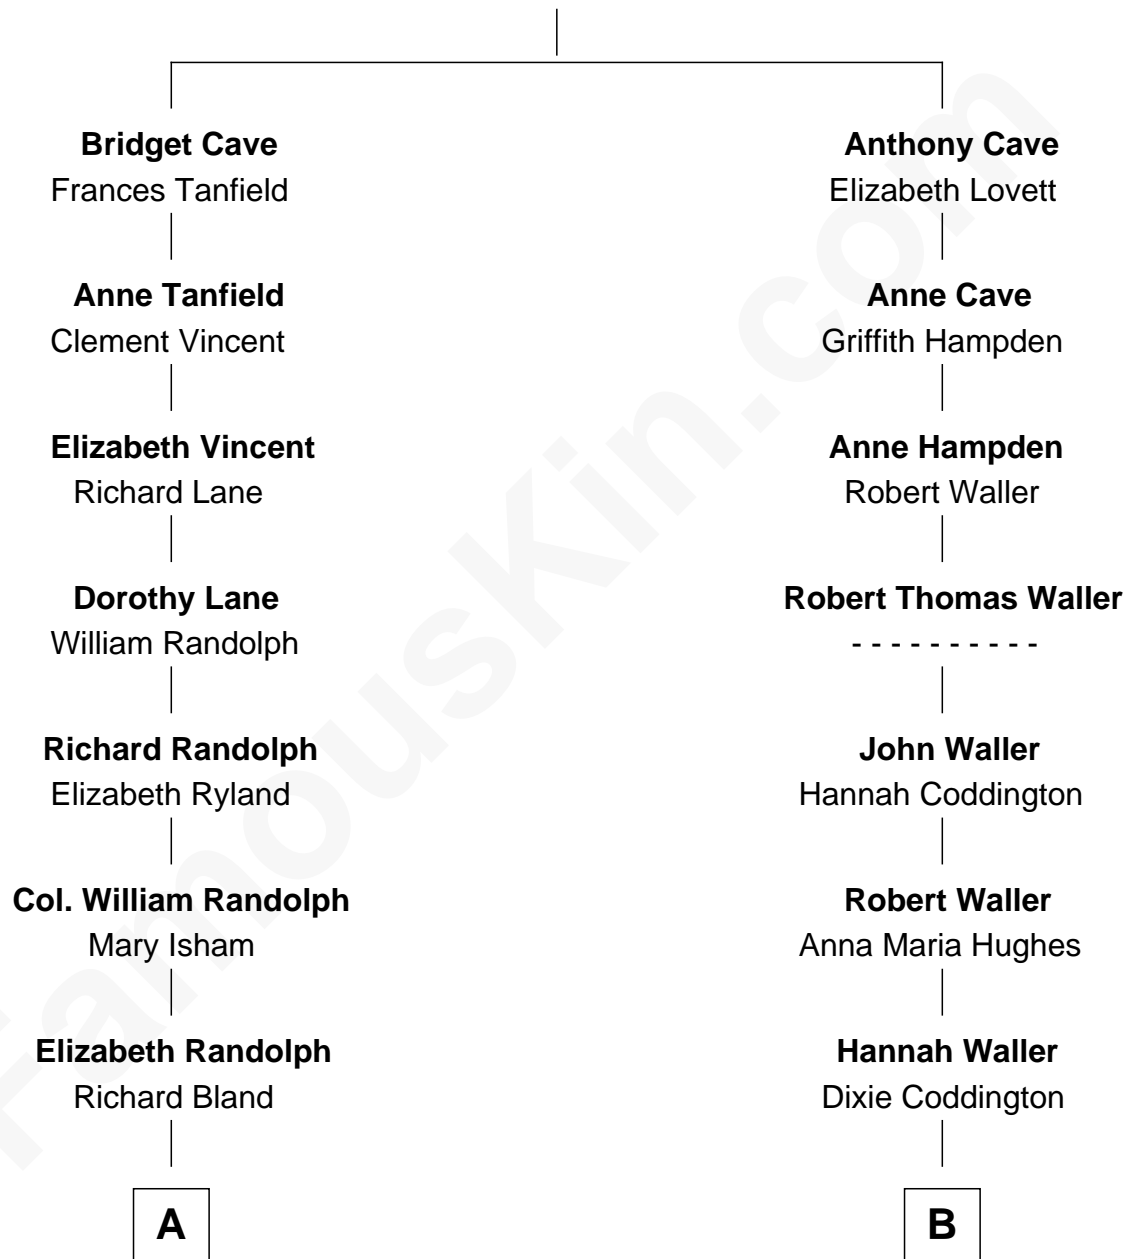 Bridget Cave
Frances Tanfield
Anne Tanfield
Clement Vincent
Elizabeth Vincent
Richard Lane
Dorothy Lane
William Randolph
Richard Randolph
Elizabeth Ryland
Col. William Randolph
Mary Isham
Elizabeth Randolph
Richard Bland
A
Anthony Cave
Elizabeth Lovett
Anne Cave
Griffith Hampden
Anne Hampden
Robert Waller
Robert Thomas Waller
- - - - - - - - - -
John Waller
Hannah Coddington
Robert Waller
Anna Maria Hughes
Hannah Waller
Dixie Coddington
B
FamousKin.com